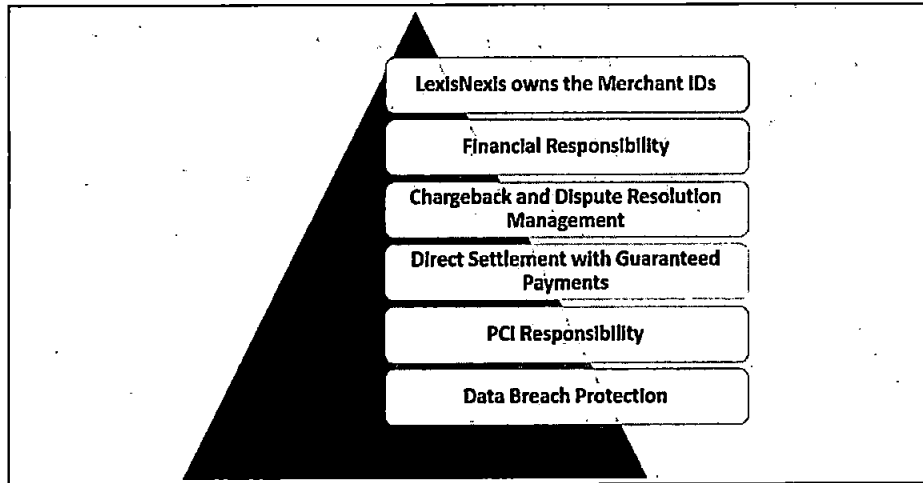 LexisNexis owns the Merchant IDs
Financial Responsibility
Chargeback and Dispute Resolution
Management
Direct Settlement with Guaranteed
Payments
PCI Responsibility
Data Breach Protection